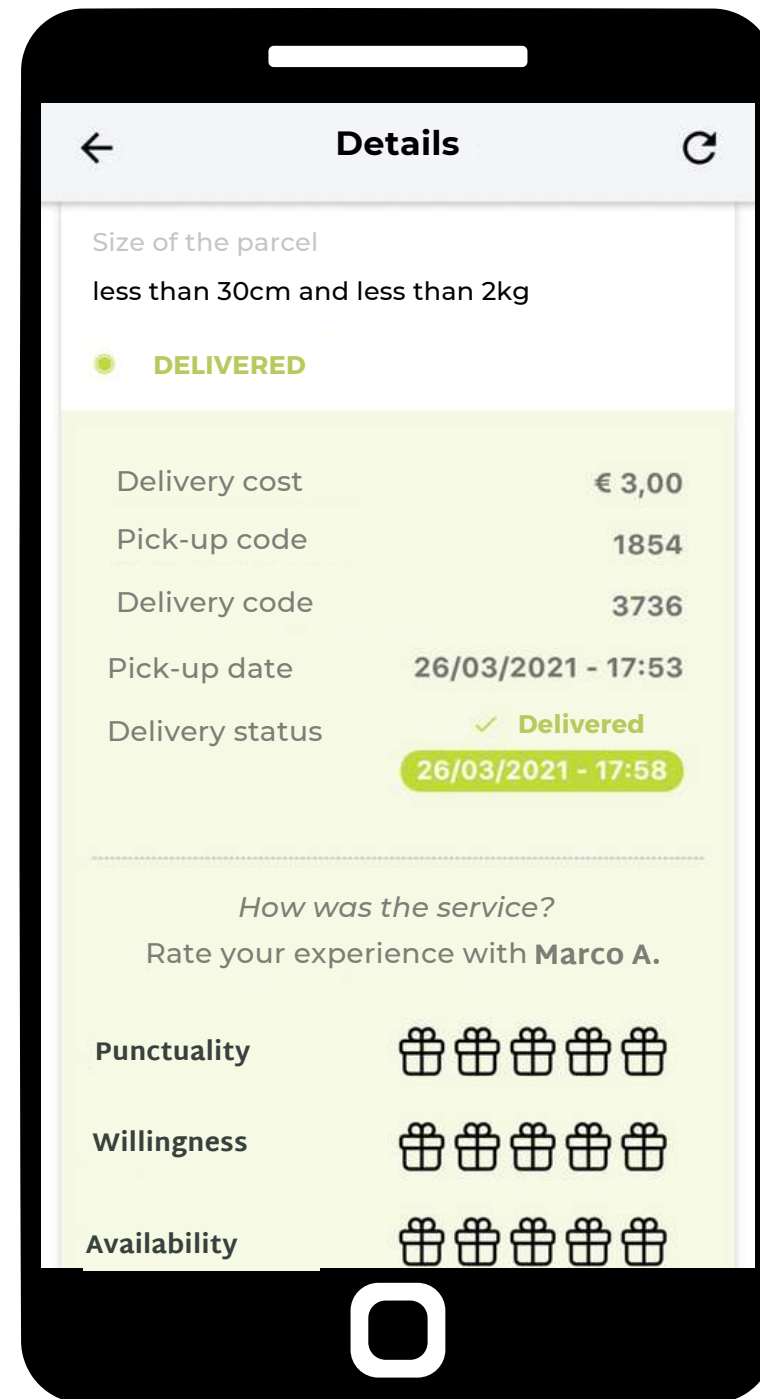 Details
Size of the parcel
less than 30cm and less than 2kg
DELIVERED
Delivery cost € 3,00
Pick-up code 1854
Delivery code 3736
Pick-up date 26/03/2021 - 17:53
Delivery status Delivered
26/03/2021 - 17:58
How was the service?
Rate your experience with Marco A.
Punctuality
Willingness
Availability